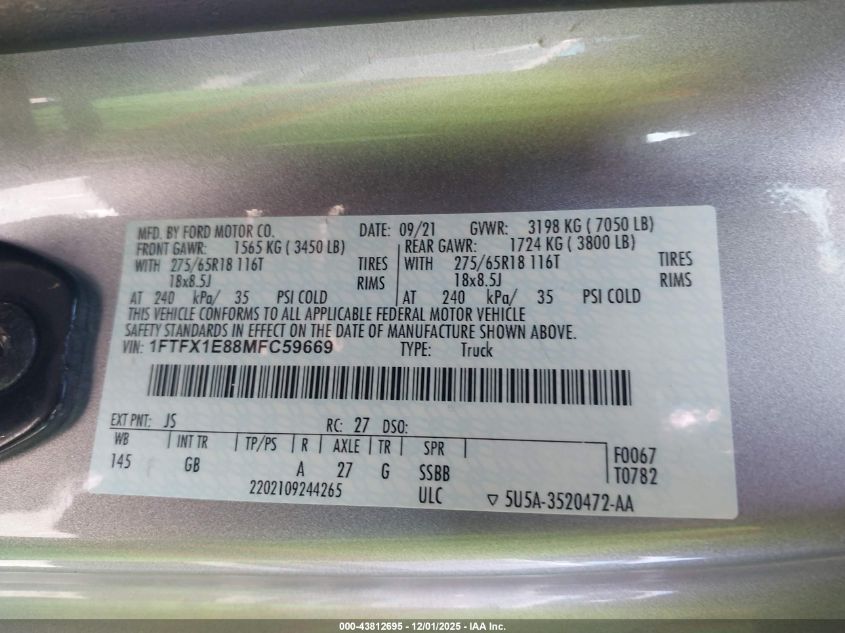 MFD. BY FORD MOTOR CO. DATE: 09/21 GVWR: 3198 KG ( 7050 LB)
FRONT GAWR: 1565 KG ( 3450 LB) REAR GAWR: 1724 KG ( 3800 LB)
WITH 275/65R18 116T TIRES WITH 275/65R18 116T TIRES
18x8.5J RIMS 18x8.5J RIMS
AT 240 kPa/ 35 PSI COLD AT 240 kPa/ 35 PSI COLD
THIS VEHICLE CONFORMS TO ALL APPLICABLE FEDERAL MOTOR VEHICLE
SAFETY STANDARDS IN EFFECT ON THE DATE OF MANUFACTURE SHOWN ABOVE.
VIN: 1FTFX1E88MFC59669 TYPE: Truck
EXT PNT: JS RC: 27 DSO:
WB INT TR TP/PS R AXLE TR SPR F0067
145 F GB A 27 G SSBB T0782
2202109244265 ULC ▽ 5U5A-3520472-AA
000-43812695 - 12/01/2025 - IAA Inc.